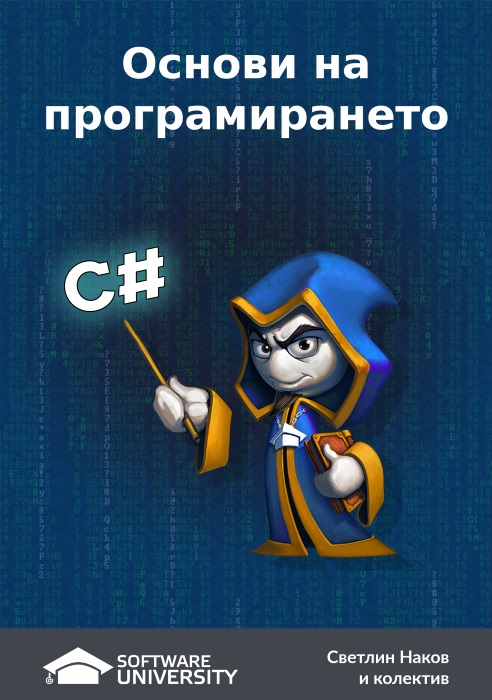 Основи на
програмирането
C#
SOFTWARE
UNIVERSITY
Светлин Наков
и колектив